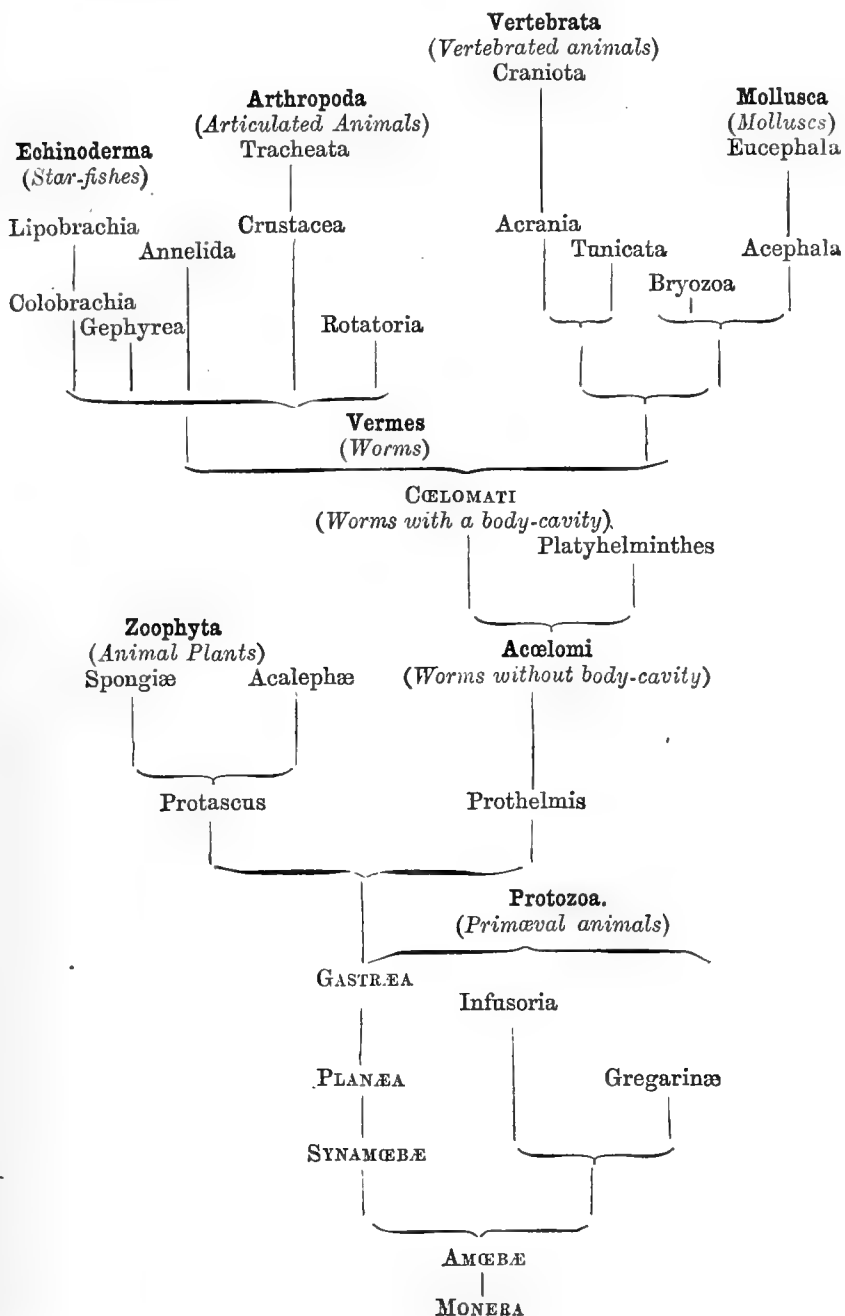 Vertebrata
(Vertebrated animals)
Craniota
Arthropoda
(Articulated Animals)
Tracheata
Mollusca
(Molluscs)
Eucephala
Echinoderma
(Star-fishes)
Lipobrachia
Annelida
Crustacea
Acrania
Tunicata
Acephala
Bryozoa
Colobrachia
Gephyrea
Rotatoria
Vermes
(Worms)
CŒLOMATI
(Worms with a body-cavity).
Platyhelminthes
Zoophyta
(Animal Plants)
Spongiæ
Acalephæ
Acœlomi
(Worms without body-cavity)
Protascus
Prothelmis
Protozoa.
(Primæval animals)
GASTRÆA
Infusoria
PLANÆA
Gregarinæ
SYNAMŒBÆ
AMŒBÆ
MONERA